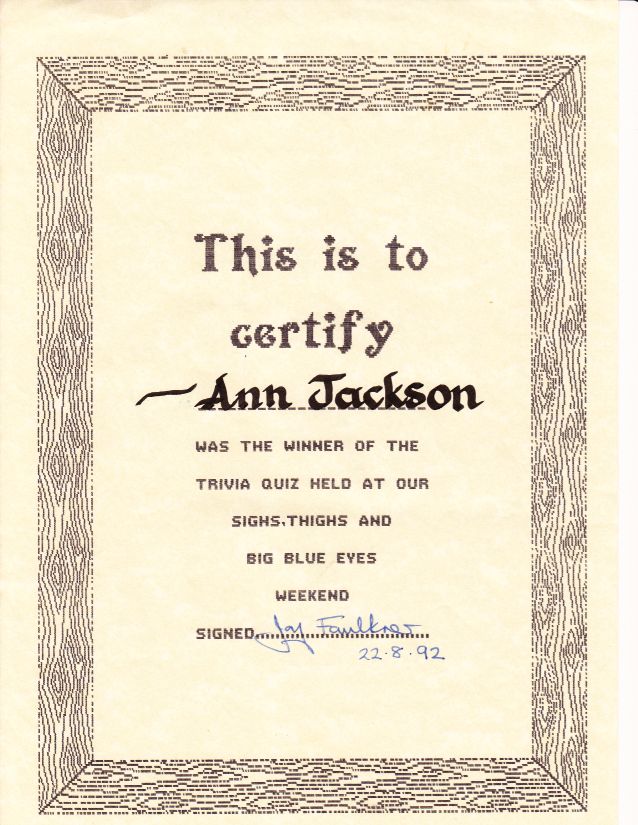 This is to
certify
Ann Jackson
WAS THE WINNER OF THE
TRIVIA QUIZ HELD AT OUR
SIGHS,THIGHS AND
BIG BLUE EYES
WEEKEND
SIGNED Joy Faulkner
22.8.92